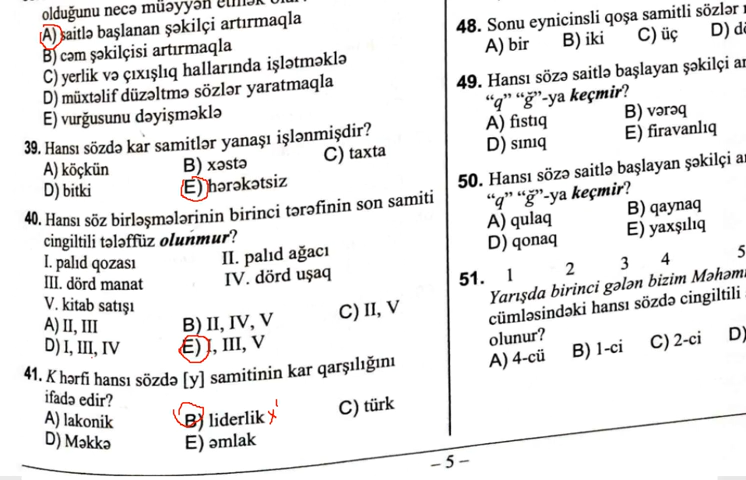 olduğunu necə müəyyən etmək
A) saitlə başlanan şəkilçi artırmaqla
B) cəm şəkilçisi artırmaqla
C) yerlik və çıxışlıq hallarında işlətməklə
D) müxtəlif düzəltmə sözlər yaratmaqla
E) vurğusunu dəyişməklə
39. Hansı sözdə kar samitlər yanaşı işlənmişdir?
A) köçkün B) xəstə C) taxta
D) bitki E) hərəkətsiz
40. Hansı söz birləşmələrinin birinci tərəfinin son samiti
cingiltili tələffüz olunmur?
I. palıd qozası II. palıd ağacı
III. dörd manat IV. dörd uşaq
V. kitab satışı
A) II, III B) II, IV, V C) II, V
D) I, III, IV E) I, III, V
41. K hərfi hansı sözdə [y] samitinin kar qarşılığını
ifadə edir?
A) lakonik B) liderlik C) türk
D) Məkkə E) əmlak
48. Sonu eynicinsli qoşa samitli sözlər
A) bir B) iki C) üç D)
49. Hansı sözə saitlə başlayan şəkilçi
“q” “ğ”-ya keçmir?
A) fıstıq B) vərəq
D) sınıq E) firavanlıq
50. Hansı sözə saitlə başlayan şəkilçi
“q” “ğ”-ya keçmir?
A) qulaq B) qaynaq
D) qonaq E) yaxşılıq
51. 1 2 3 4 5
Yarışda birinci gələn bizim
cümləsindəki hansı sözdə cingiltili
olunur?
A) 4-cü B) 1-ci C) 2-ci D)
– 5 –